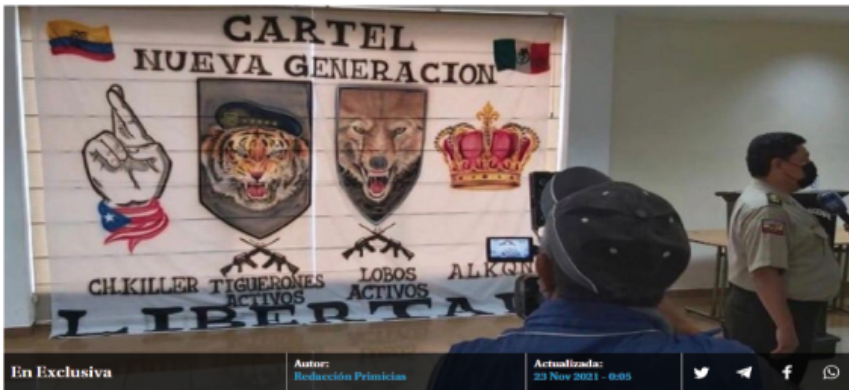 CARTEL
NUEVA GENERACION
CH.KILLER TIGUERONES ACTIVOS
LOBOS ACTIVOS
ALKQN
LIBERTA
En Exclusiva
Autor:
Redacción Primicias
Actualizada:
23 Nov 2021 - 0:05